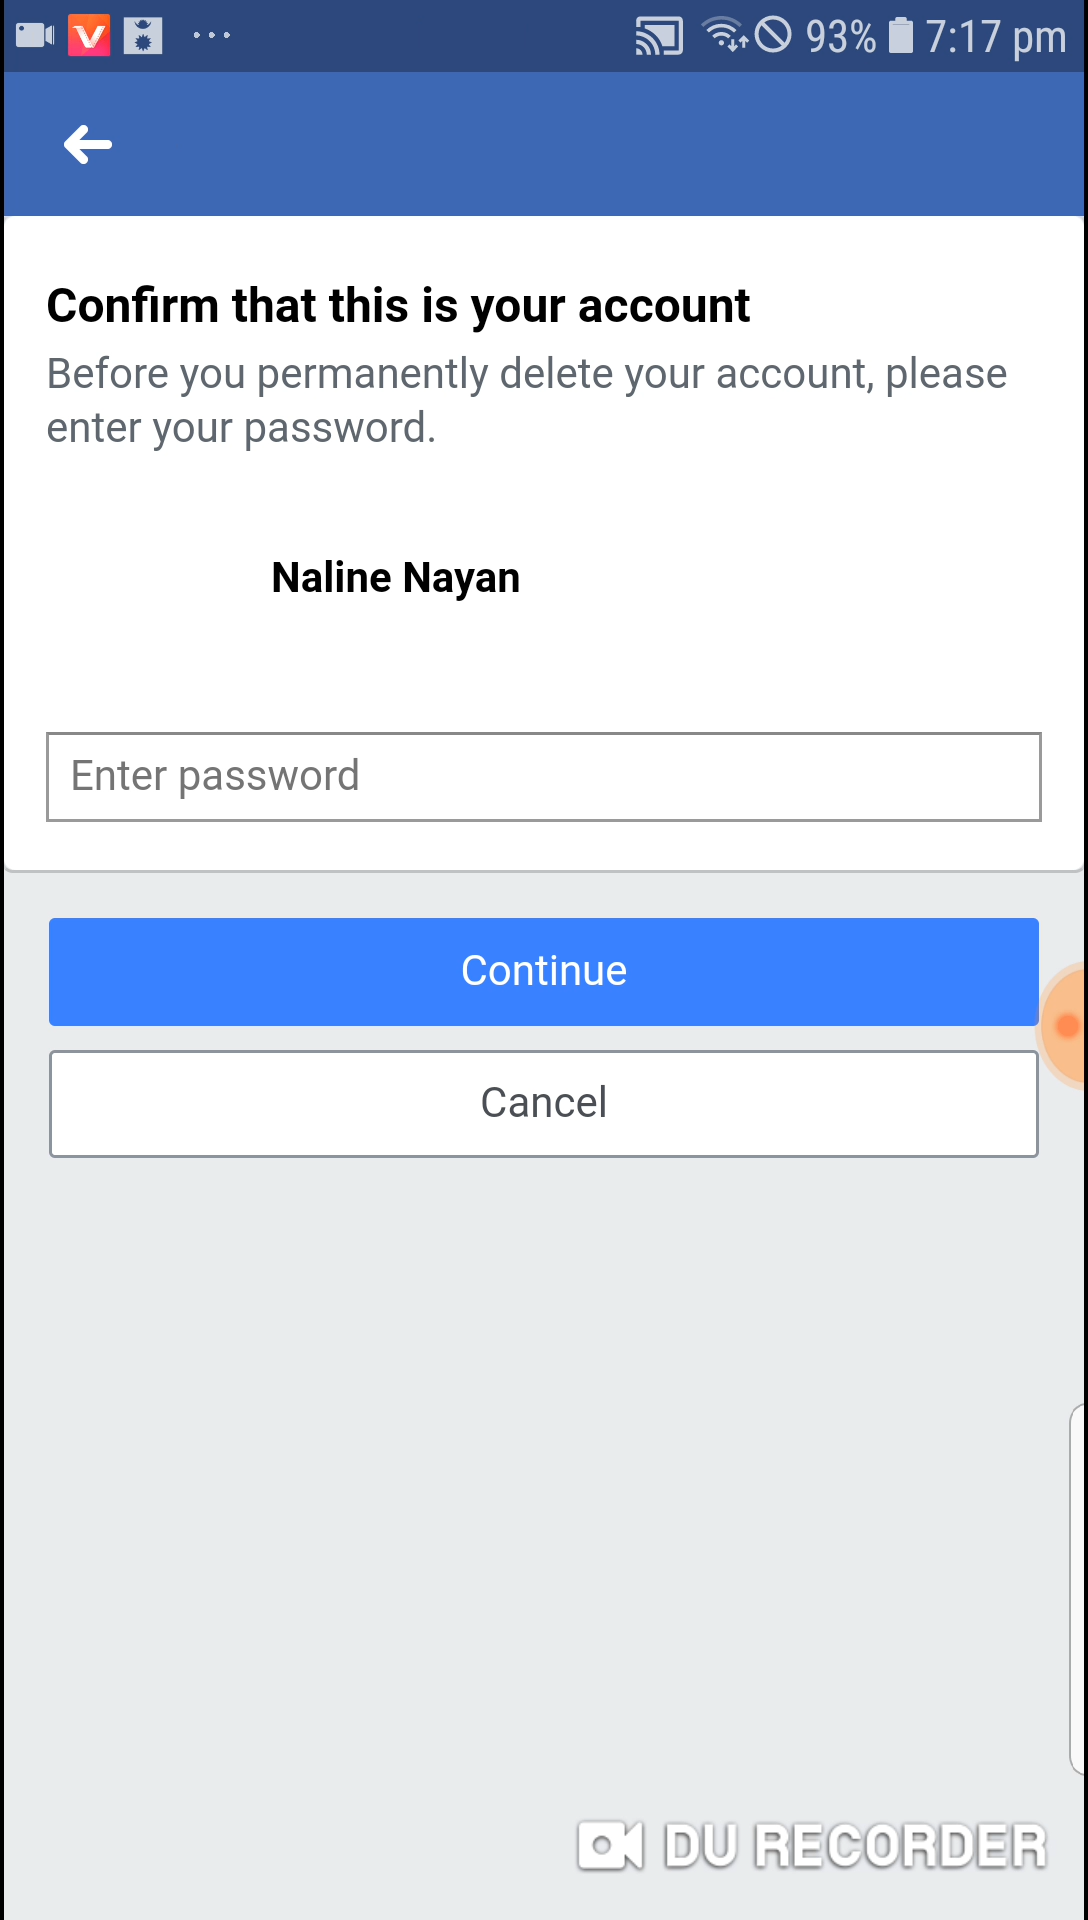 93% 7:17 pm
Confirm that this is your account
Before you permanently delete your account, please
enter your password.
Naline Nayan
Enter password
Continue
Cancel
DU RECORDER